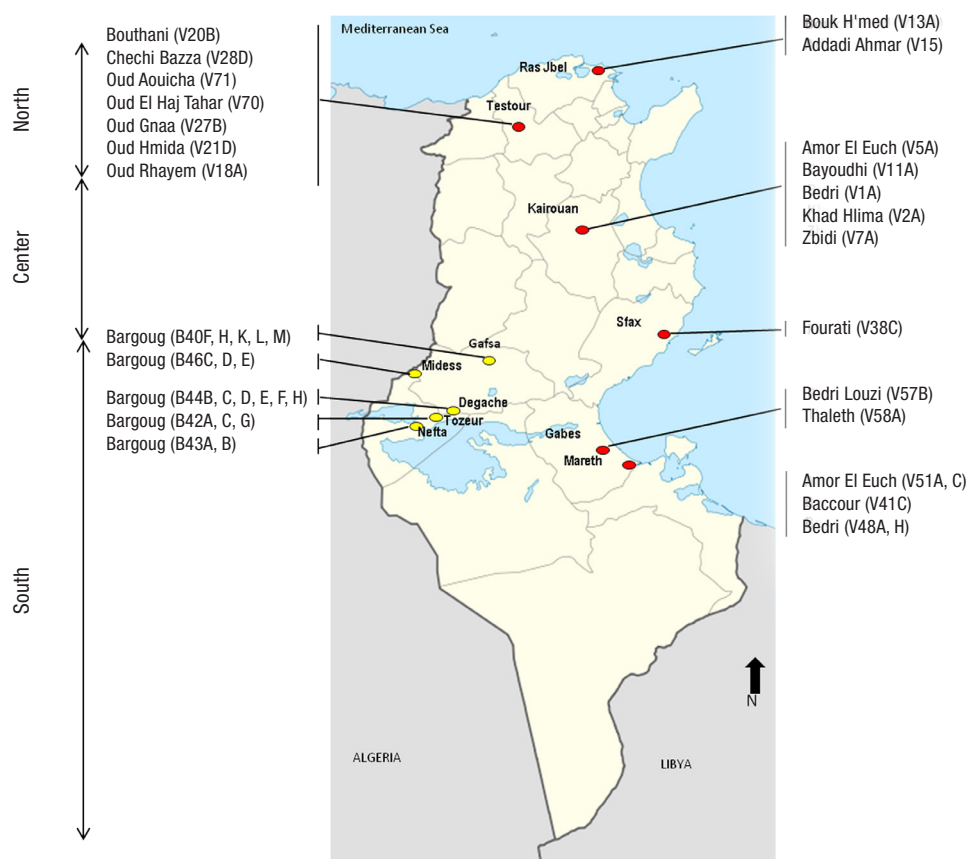 Bouthani (V20B)
Chechi Bazza (V28D)
Oud Aouicha (V71)
Oud El Haj Tahar (V70)
Oud Gnaa (V27B)
Oud Hmida (V21D)
Oud Rhayem (V18A)
North
Center
South
Bargoug (B40F, H, K, L, M)
Bargoug (B46C, D, E)
Bargoug (B44B, C, D, E, F, H)
Bargoug (B42A, C, G)
Bargoug (B43A, B)
Mediterranean Sea
Ras Jbel
Testour
Kairouan
Sfax
Gafsa
Midess
Degache
Tozeur
Nefta
Gabes
Mareth
ALGERIA
LIBYA
N
Bouk H'med (V13A)
Addadi Ahmar (V15)
Amor El Euch (V5A)
Bayoudhi (V11A)
Bedri (V1A)
Khad Hlima (V2A)
Zbidi (V7A)
Fourati (V38C)
Bedri Louzi (V57B)
Thaleth (V58A)
Amor El Euch (V51A, C)
Baccour (V41C)
Bedri (V48A, H)